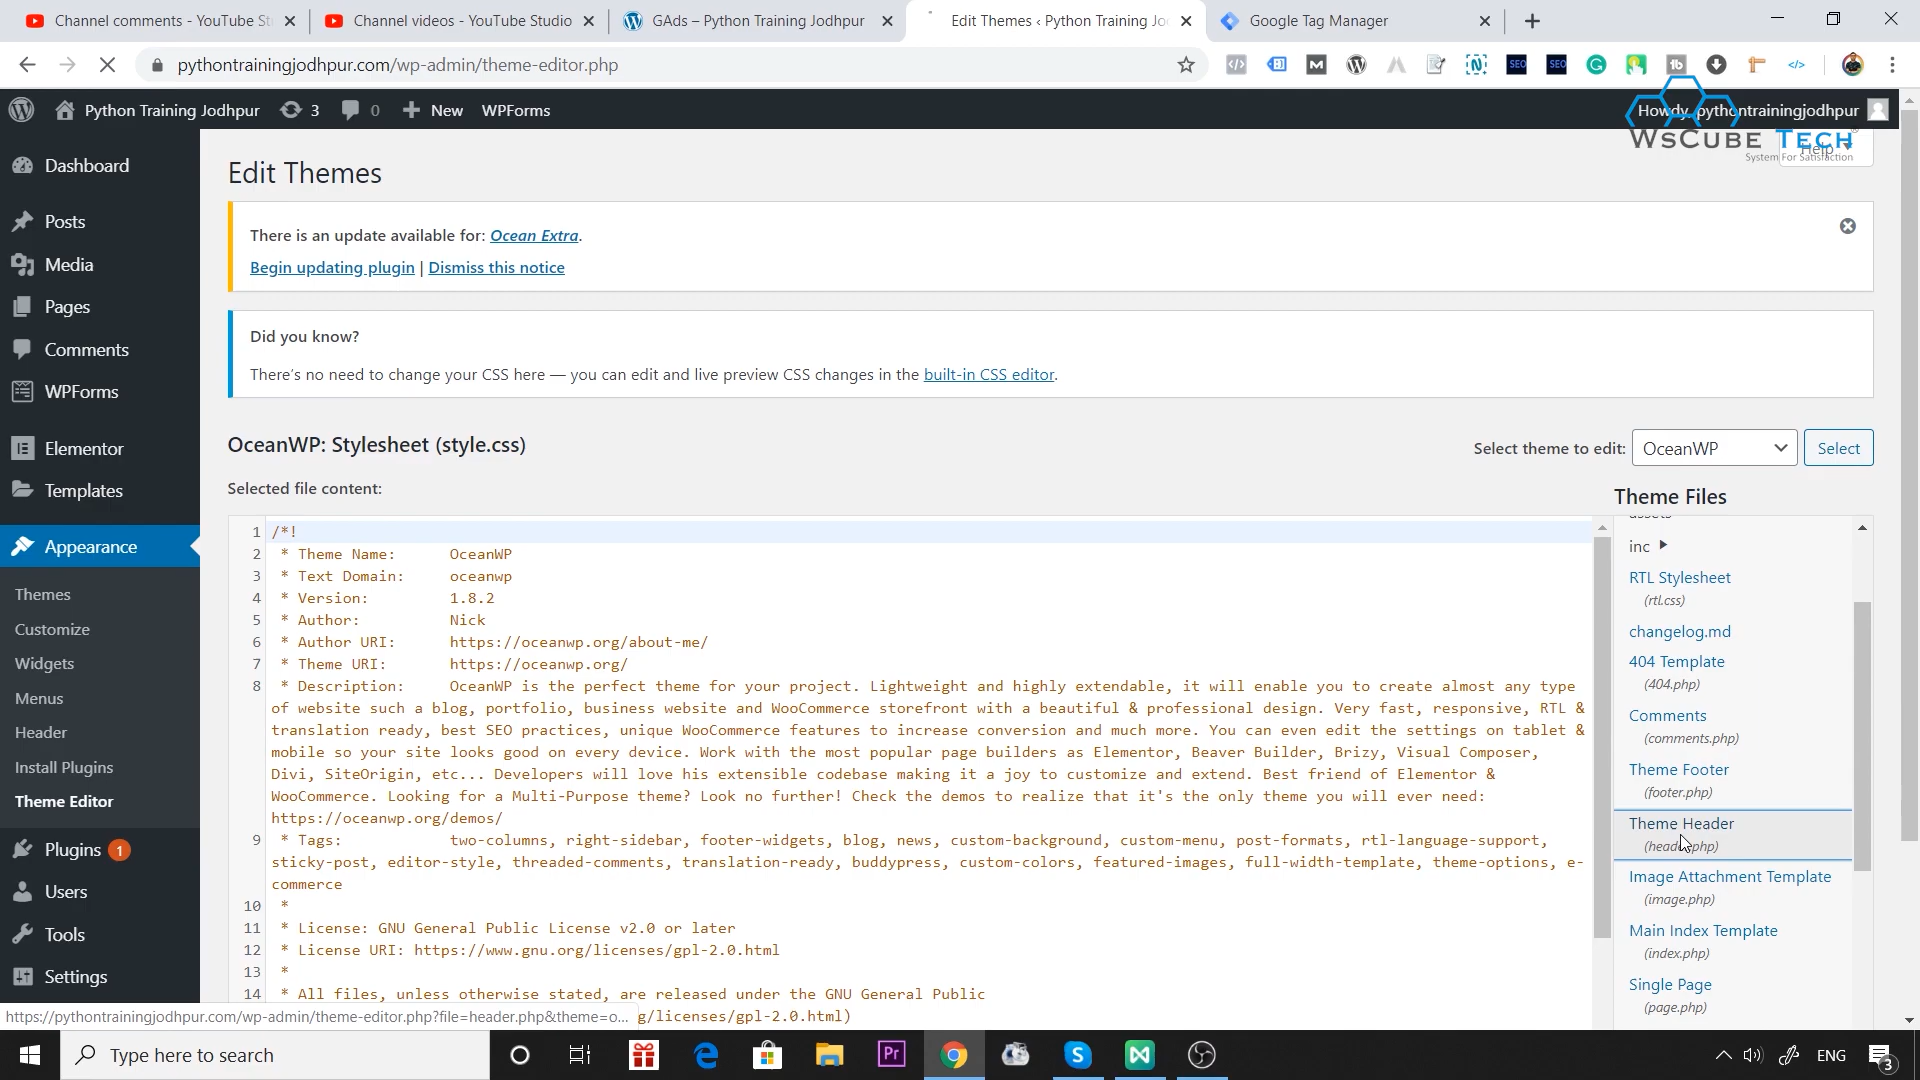 Channel comments - YouTube St
Channel videos - YouTube Studio
GAds – Python Training Jodhpur
Edit Themes ‹ Python Training Jo
Google Tag Manager
pythontrainingjodhpur.com/wp-admin/theme-editor.php
Python Training Jodhpur
3
0
New
WPForms
Howdy, pythontrainingjodhpur
WsCube Tech
System For Satisfaction
Help
Dashboard
Posts
Media
Pages
Comments
WPForms
Elementor
Templates
Appearance
Themes
Customize
Widgets
Menus
Header
Install Plugins
Theme Editor
Plugins 1
Users
Tools
Settings
Edit Themes
There is an update available for: Ocean Extra.
Begin updating plugin | Dismiss this notice
Did you know?
There’s no need to change your CSS here — you can edit and live preview CSS changes in the built-in CSS editor.
OceanWP: Stylesheet (style.css)
Select theme to edit: OceanWP Select
Selected file content:
1 /*!
2 * Theme Name: OceanWP
3 * Text Domain: oceanwp
4 * Version: 1.8.2
5 * Author: Nick
6 * Author URI: https://oceanwp.org/about-me/
7 * Theme URI: https://oceanwp.org/
8 * Description: OceanWP is the perfect theme for your project. Lightweight and highly extendable, it will enable you to create almost any type
of website such a blog, portfolio, business website and WooCommerce storefront with a beautiful & professional design. Very fast, responsive, RTL &
translation ready, best SEO practices, unique WooCommerce features to increase conversion and much more. You can even edit the settings on tablet &
mobile so your site looks good on every device. Work with the most popular page builders as Elementor, Beaver Builder, Brizy, Visual Composer,
Divi, SiteOrigin, etc... Developers will love his extensible codebase making it a joy to customize and extend. Best friend of Elementor &
WooCommerce. Looking for a Multi-Purpose theme? Look no further! Check the demos to realize that it's the only theme you will ever need:
https://oceanwp.org/demos/
9 * Tags: two-columns, right-sidebar, footer-widgets, blog, news, custom-background, custom-menu, post-formats, rtl-language-support,
sticky-post, editor-style, threaded-comments, translation-ready, buddypress, custom-colors, featured-images, full-width-template, theme-options, e-
commerce
10 *
11 * License: GNU General Public License v2.0 or later
12 * License URI: https://www.gnu.org/licenses/gpl-2.0.html
13 *
14 * All files, unless otherwise stated, are released under the GNU General Public
g/licenses/gpl-2.0.html)
Theme Files
assets
inc
RTL Stylesheet
(rtl.css)
changelog.md
404 Template
(404.php)
Comments
(comments.php)
Theme Footer
(footer.php)
Theme Header
(header.php)
Image Attachment Template
(image.php)
Main Index Template
(index.php)
Single Page
(page.php)
https://pythontrainingjodhpur.com/wp-admin/theme-editor.php?file=header.php&theme=o...
Type here to search
ENG
3